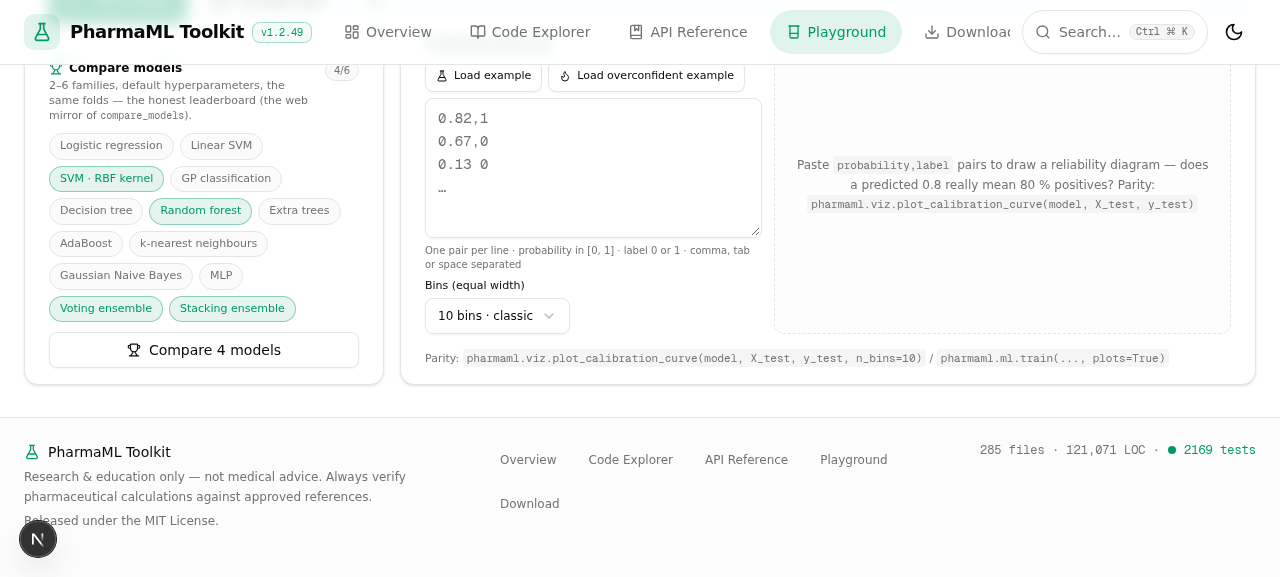 PharmaML Toolkit v1.2.49 Overview Code Explorer API Reference Playground Download Search... Ctrl ⌘ K
Compare models 4/6
2–6 families, default hyperparameters, the
same folds — the honest leaderboard (the web
mirror of compare_models).
Logistic regression Linear SVM
SVM · RBF kernel GP classification
Decision tree Random forest Extra trees
AdaBoost k-nearest neighbours
Gaussian Naive Bayes MLP
Voting ensemble Stacking ensemble
Compare 4 models
Load example Load overconfident example
0.82,1
0.67,0
0.13 0
…
One pair per line · probability in [0, 1] · label 0 or 1 · comma, tab
or space separated
Bins (equal width)
10 bins · classic
Paste probability,label pairs to draw a reliability diagram — does
a predicted 0.8 really mean 80 % positives? Parity:
pharmaml.viz.plot_calibration_curve(model, X_test, y_test)
Parity: pharmaml.viz.plot_calibration_curve(model, X_test, y_test, n_bins=10) / pharmaml.ml.train(..., plots=True)
PharmaML Toolkit
Research & education only — not medical advice. Always verify
pharmaceutical calculations against approved references.
Released under the MIT License.
Overview Code Explorer API Reference Playground
Download
285 files · 121,071 LOC · 2169 tests
N